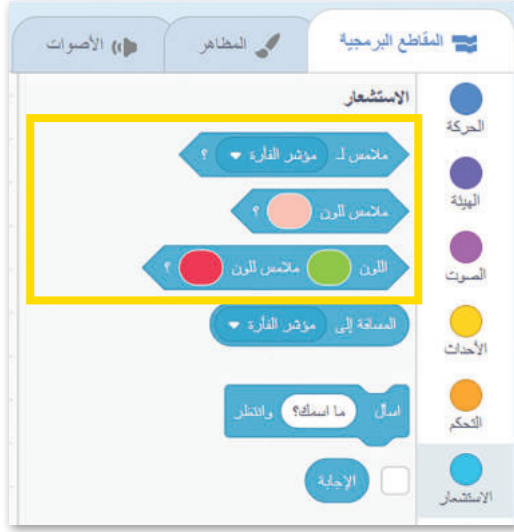 المقاطع البرمجية
المظاهر
الأصوات
الحركة
الهيئة
الصوت
الأحداث
التحكم
الاستشعار
الاستشعار
ملامس لـ مؤشر الفأرة ؟
ملامس للون ؟
اللون ملامس للون ؟
المسافة إلى مؤشر الفأرة
اسأل ما اسمك؟ وانتظر
الإجابة